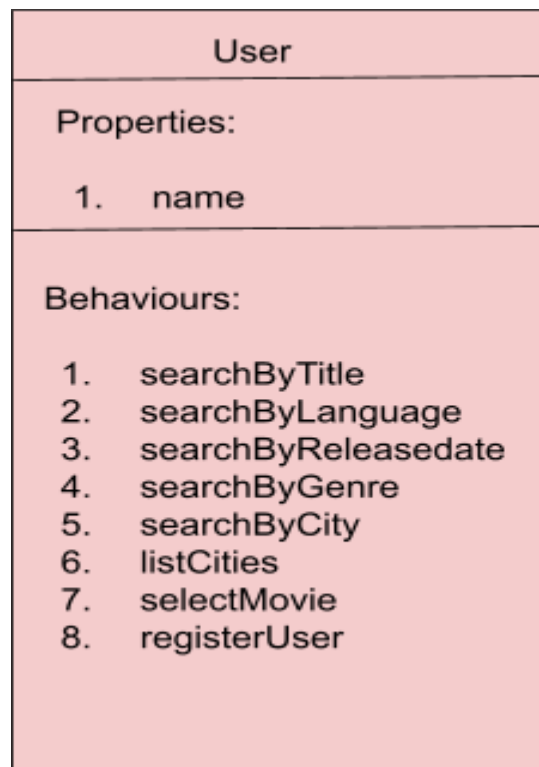 User
Properties:
1. name
Behaviours:
1. searchByTitle
2. searchByLanguage
3. searchByReleasedate
4. searchByGenre
5. searchByCity
6. listCities
7. selectMovie
8. registerUser